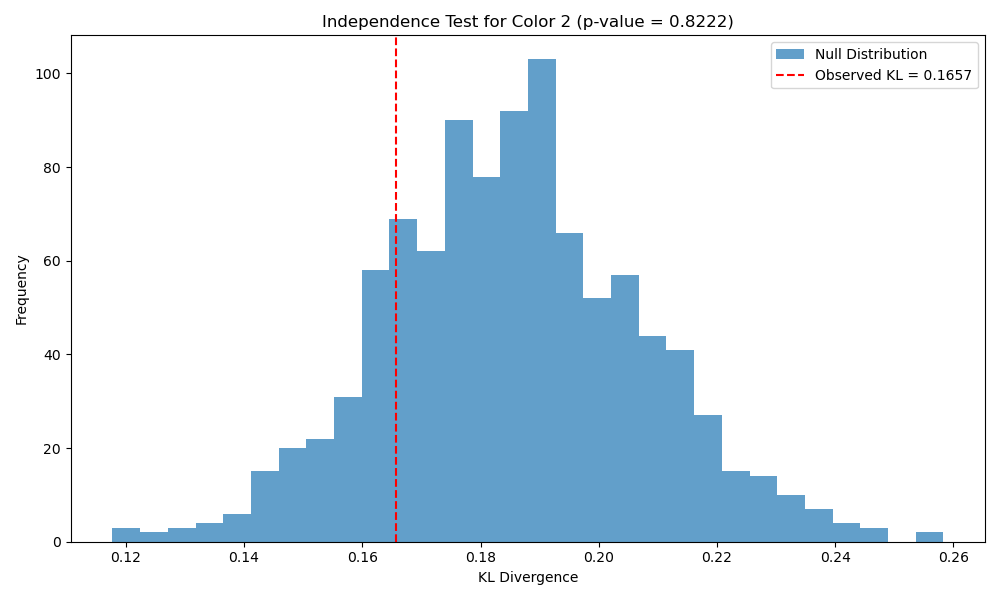 Independence Test for Color 2 (p-value = 0.8222)
Null Distribution
Observed KL = 0.1657
Frequency
100
80
60
40
20
0
0.12 0.14 0.16 0.18 0.20 0.22 0.24 0.26
KL Divergence